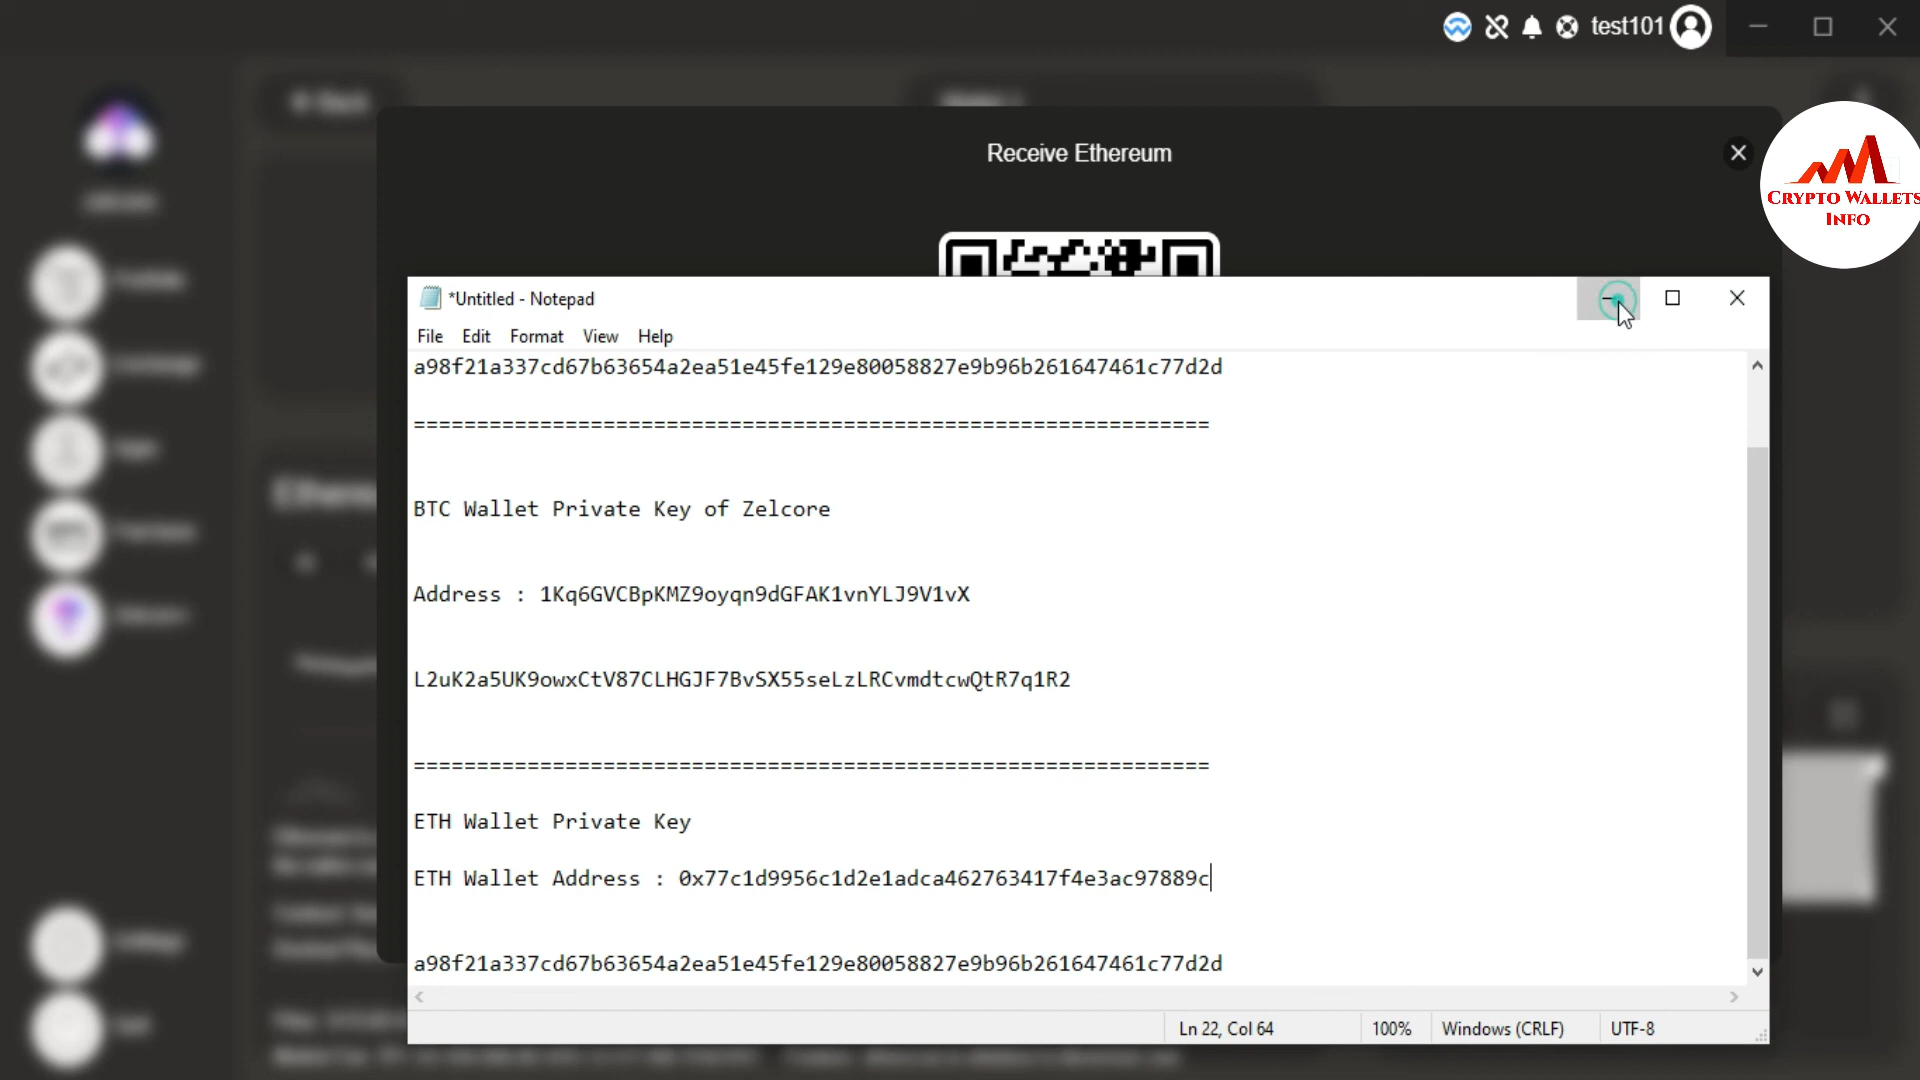 test101
Receive Ethereum
CRYPTO WALLETS
INFO
*Untitled - Notepad
File Edit Format View Help
a98f21a337cd67b63654a2ea51e45fe129e80058827e9b96b261647461c77d2d
===============================================================
BTC Wallet Private Key of Zelcore
Address : 1Kq6GVCBpKMZ9oyqn9dGFAK1vnYLJ9V1vX
L2uK2a5UK9owxCtV87CLHGJF7BvSX55seLzLRCvmdtcwQtR7q1R2
===============================================================
ETH Wallet Private Key
ETH Wallet Address : 0x77c1d9956c1d2e1adca462763417f4e3ac97889c
a98f21a337cd67b63654a2ea51e45fe129e80058827e9b96b261647461c77d2d
Ln 22, Col 64 100% Windows (CRLF) UTF-8